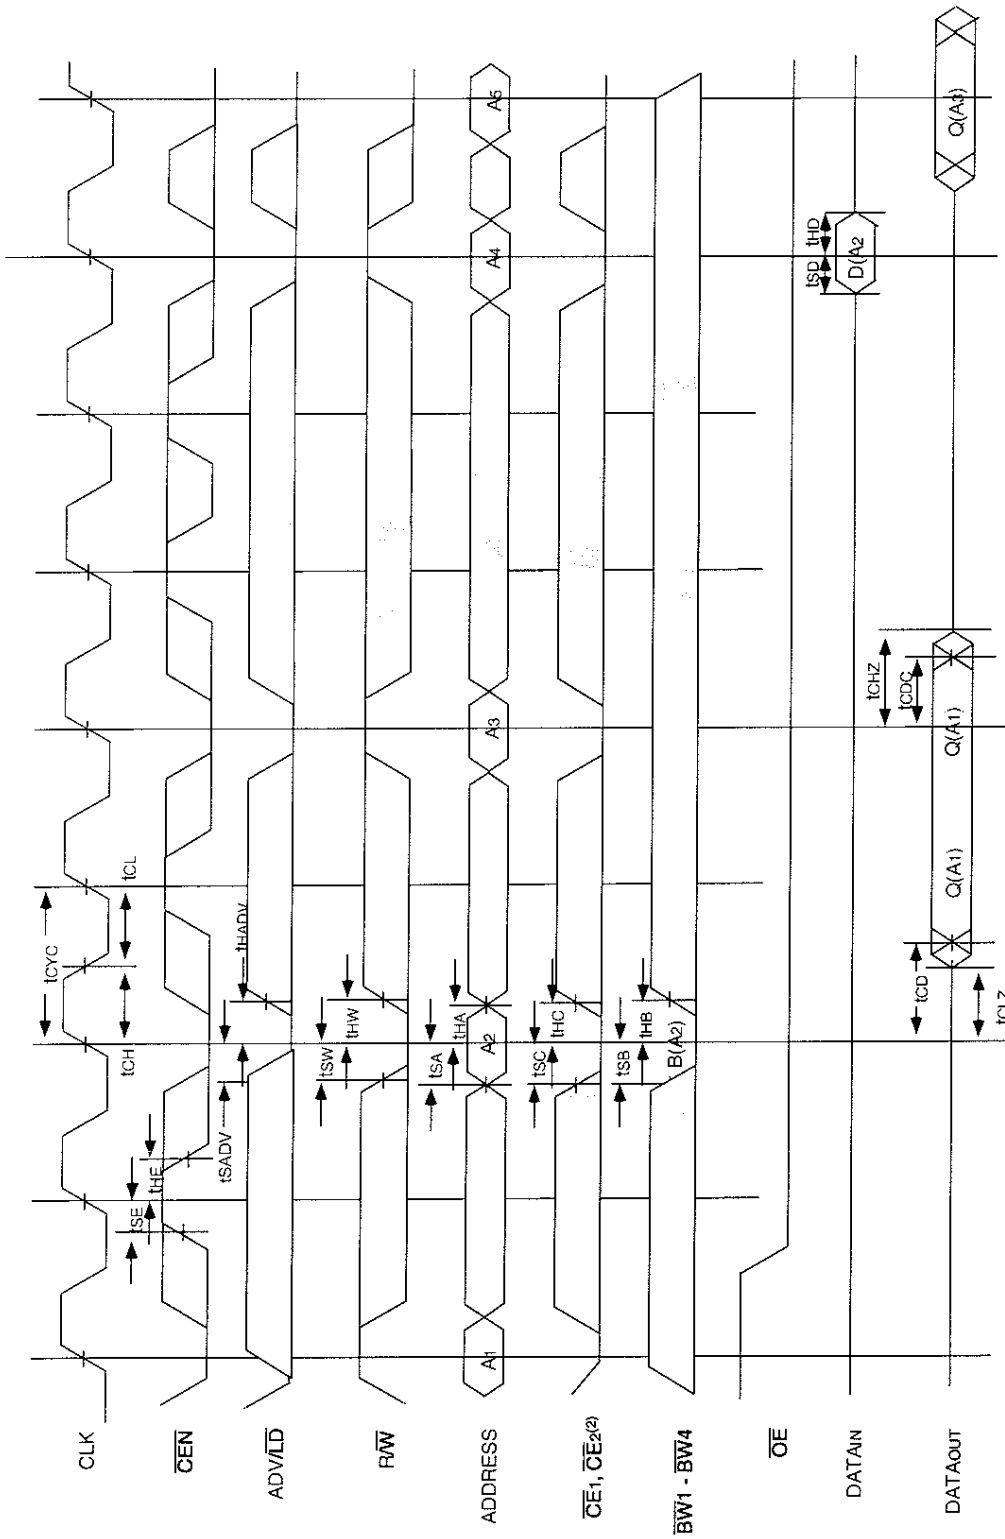 CLK
tCYC
tCH
tCL
CEN
tSE
tHE
ADV/LD
tSADV
tHADV
R/W
tSW
tHW
ADDRESS
A1
tSA
tHA
A2
A3
A4
A5
CE1, CE2(2)
tSC
tHC
BW1 - BW4
tSB
tHB
B(A2)
OE
DATAIN
tSD
tHD
D(A2
DATAOUT
tCD
tCLZ
Q(A1)
Q(A1)
tCHZ
tCDC
Q(A3)